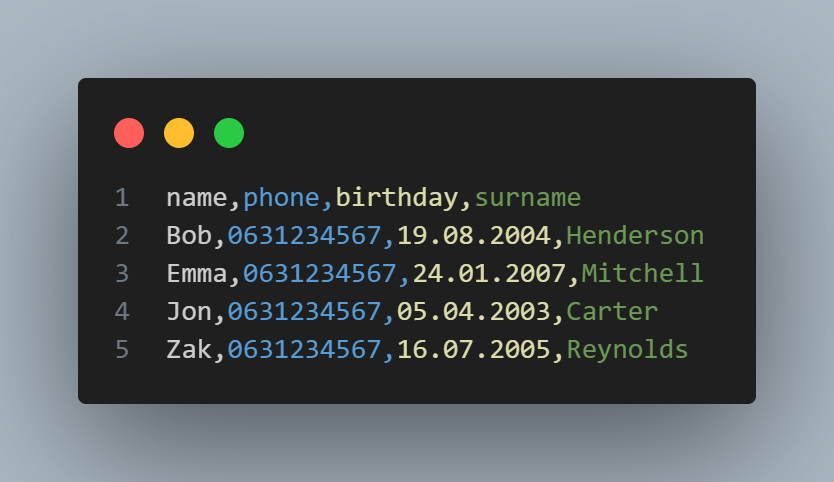 1 name,phone,birthday,surname
2 Bob,0631234567,19.08.2004,Henderson
3 Emma,0631234567,24.01.2007,Mitchell
4 Jon,0631234567,05.04.2003,Carter
5 Zak,0631234567,16.07.2005,Reynolds